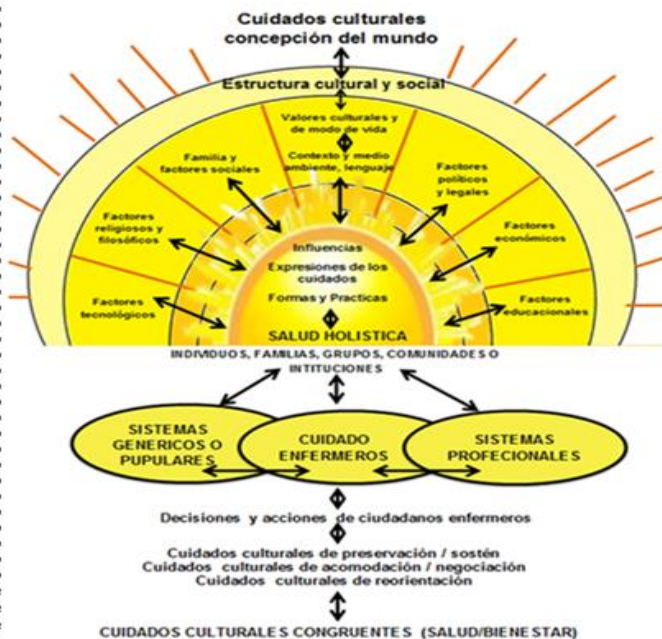 Cuidados culturales
concepción del mundo
Estructura cultural y social
Valores culturales y
de modo de vida
Familia y
factores sociales
Contexto y medio
ambiente, lenguaje
Factores
políticos
y legales
Factores
religiosos y
filosóficos
Factores
económicos
Influencias
Expresiones de los
cuidados
Factores
tecnológicos
Formas y Practicas
Factores
educacionales
SALUD HOLISTICA
INDIVIDUOS, FAMILIAS, GRUPOS, COMUNIDADES O
INTITUCIONES
SISTEMAS
GENERICOS O
PUPULARES
CUIDADO
ENFERMEROS
SISTEMAS
PROFECIONALES
Decisiones y acciones de ciudadanos enfermeros
Cuidados culturales de preservación / sostén
Cuidados culturales de acomodación / negociación
Cuidados culturales de reorientación
CUIDADOS CULTURALES CONGRUENTES (SALUD/BIENESTAR)